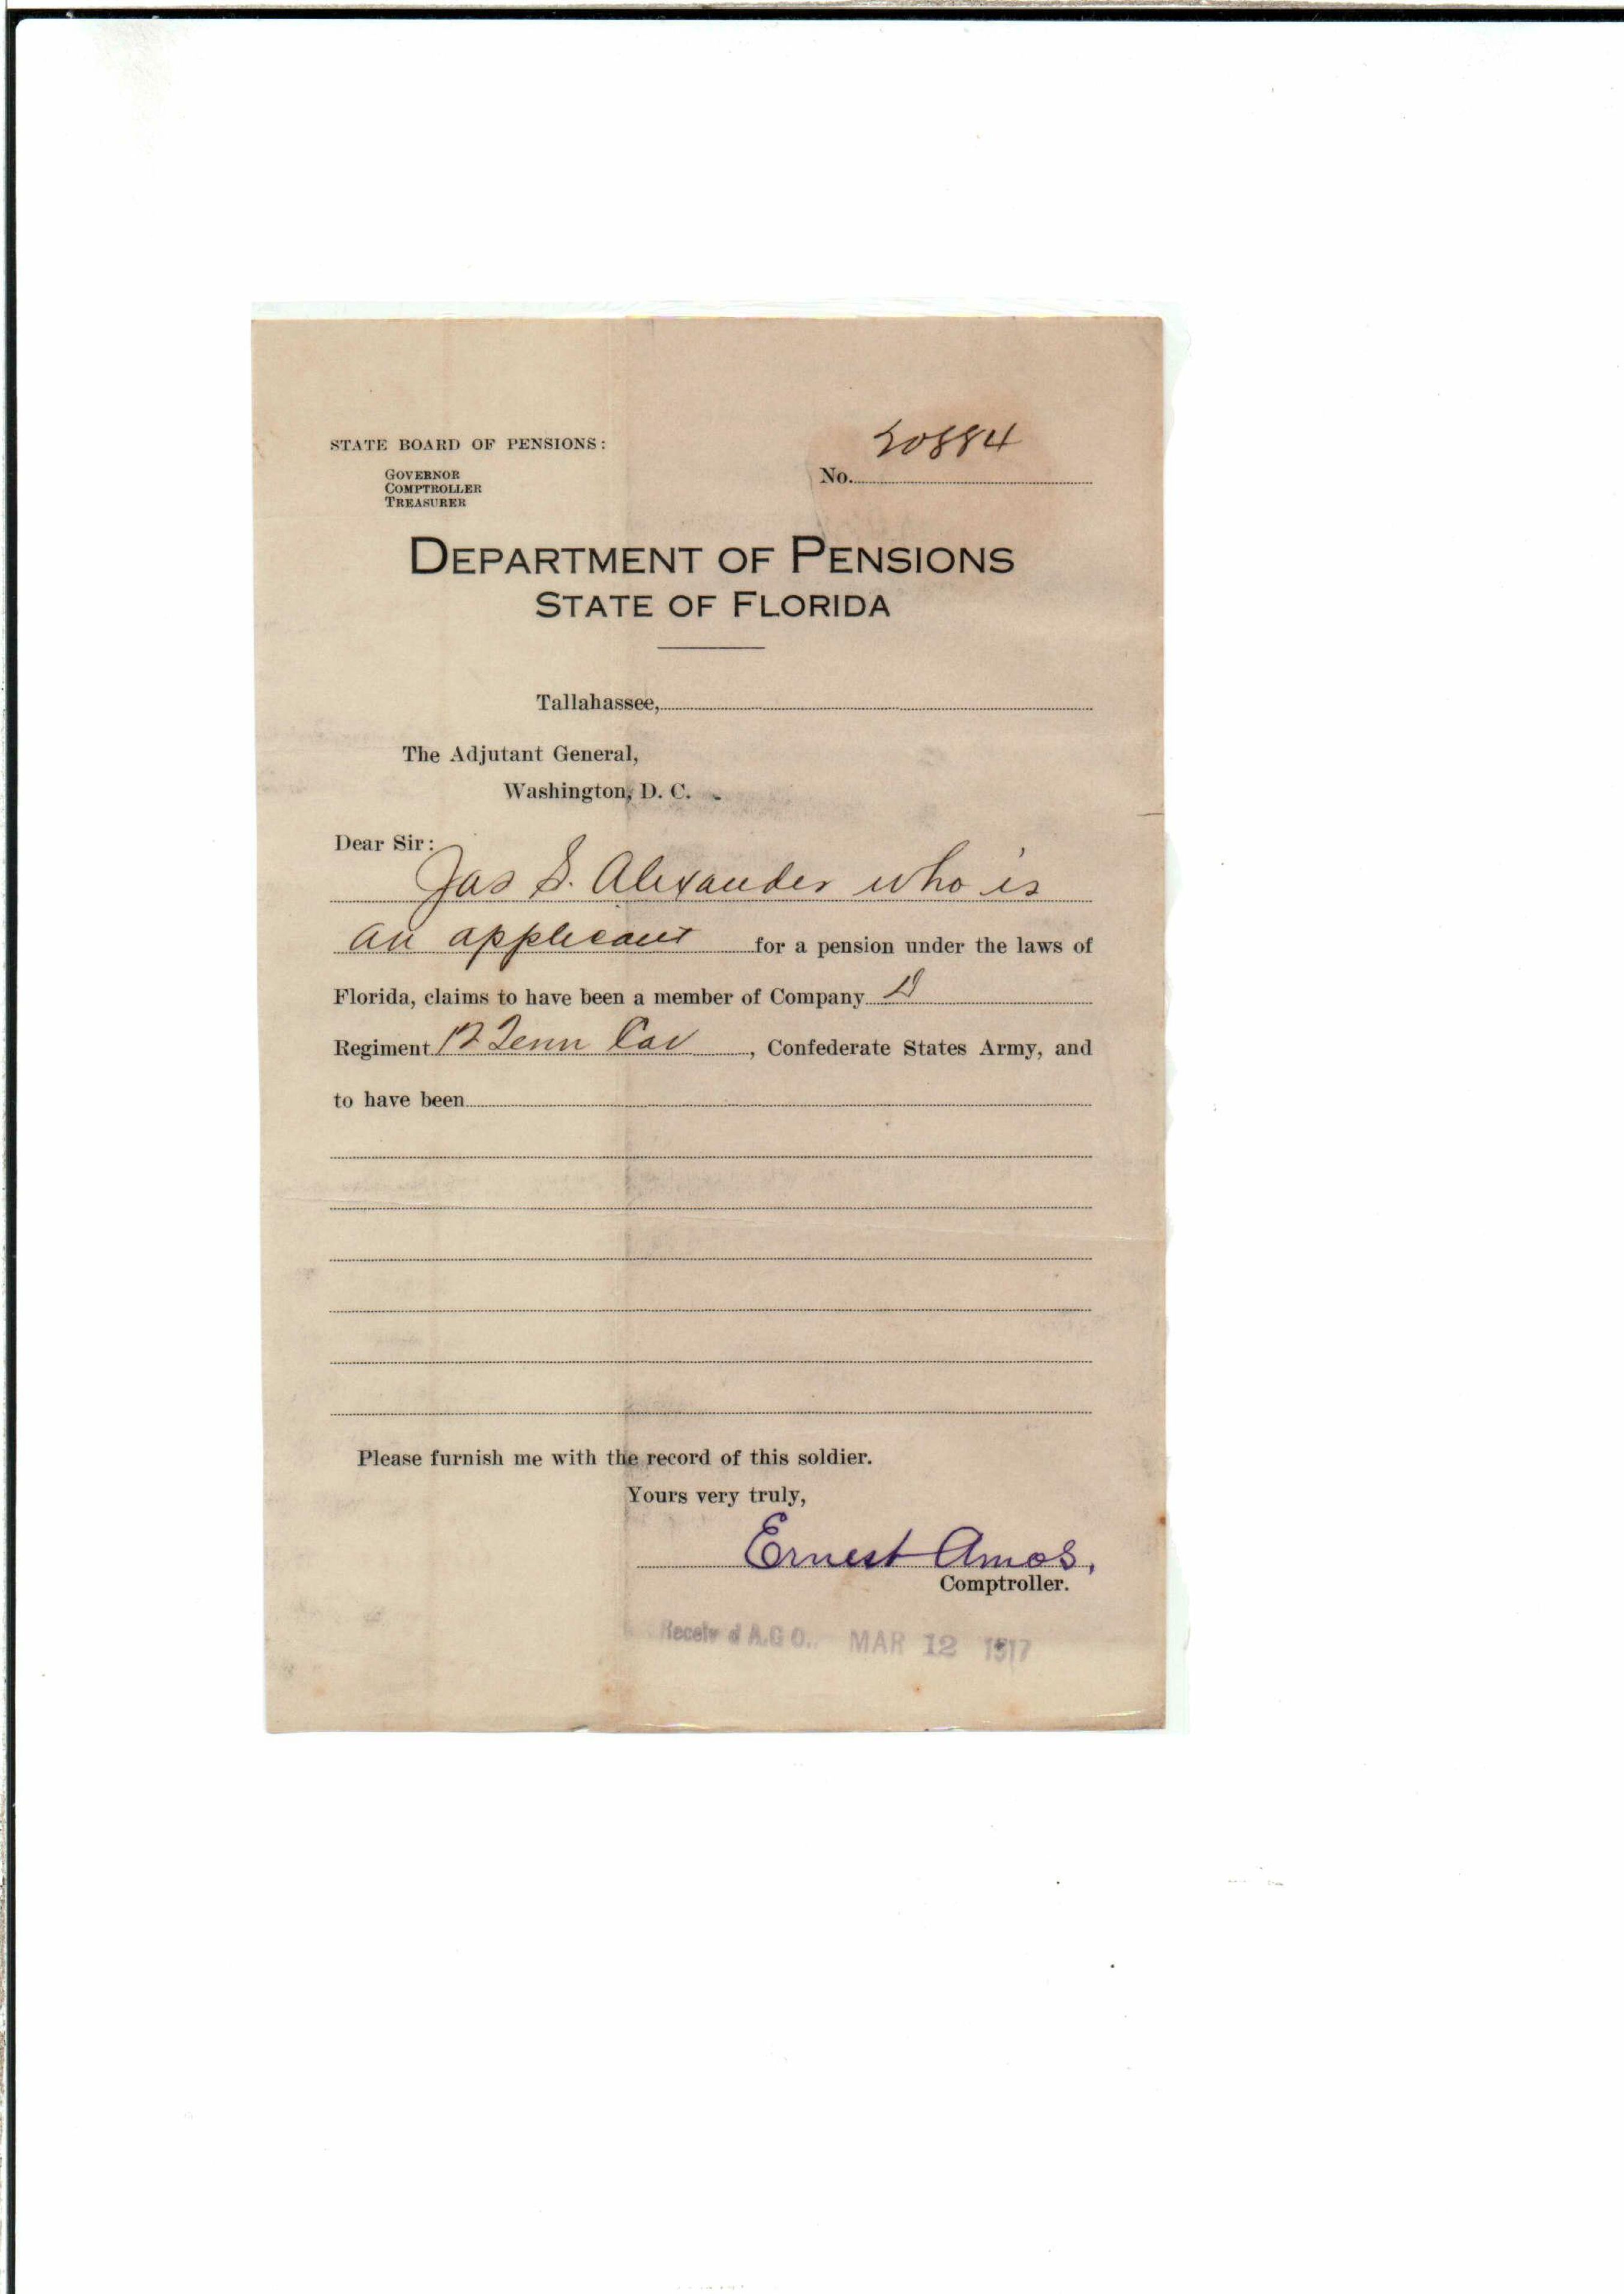 STATE BOARD OF PENSIONS:
GOVERNOR
COMPTROLLER
TREASURER
20884
No.
DEPARTMENT OF PENSIONS
STATE OF FLORIDA
Tallahassee,
The Adjutant General,
Washington, D. C.
Dear Sir:
Jas S. Alexander who is
an applicant for a pension under the laws of
Florida, claims to have been a member of Company D
Regiment 12 Tenn Cav, Confederate States Army, and
to have been
Please furnish me with the record of this soldier.
Yours very truly,
Ernest Amos,
Comptroller.
Receiv'd A.G.O. MAR 12 1917